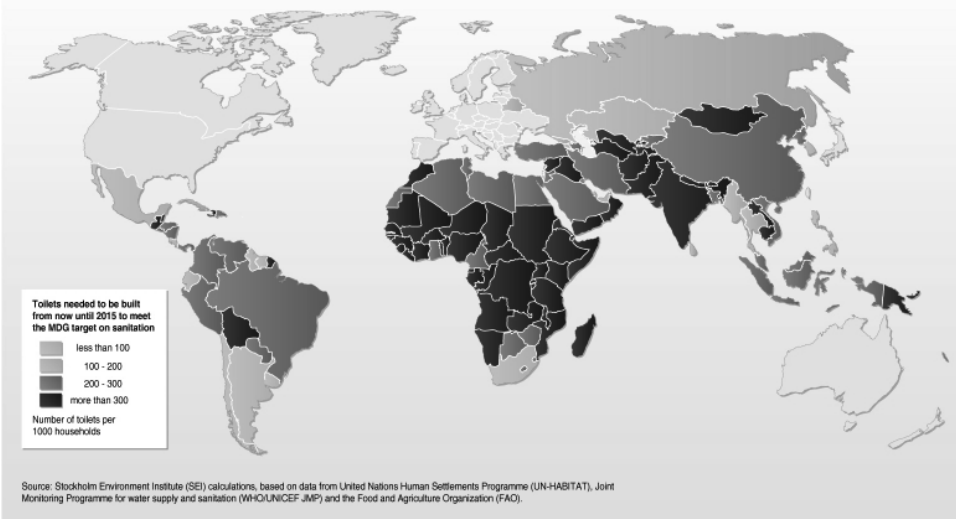 Toilets needed to be built
from now until 2015 to meet
the MDG target on sanitation
less than 100
100 - 200
200 - 300
more than 300
Number of toilets per
1000 households
Source: Stockholm Environment Institute (SEI) calculations, based on data from United Nations Human Settlements Programme (UN-HABITAT), Joint
Monitoring Programme for water supply and sanitation (WHO/UNICEF JMP) and the Food and Agriculture Organization (FAO).